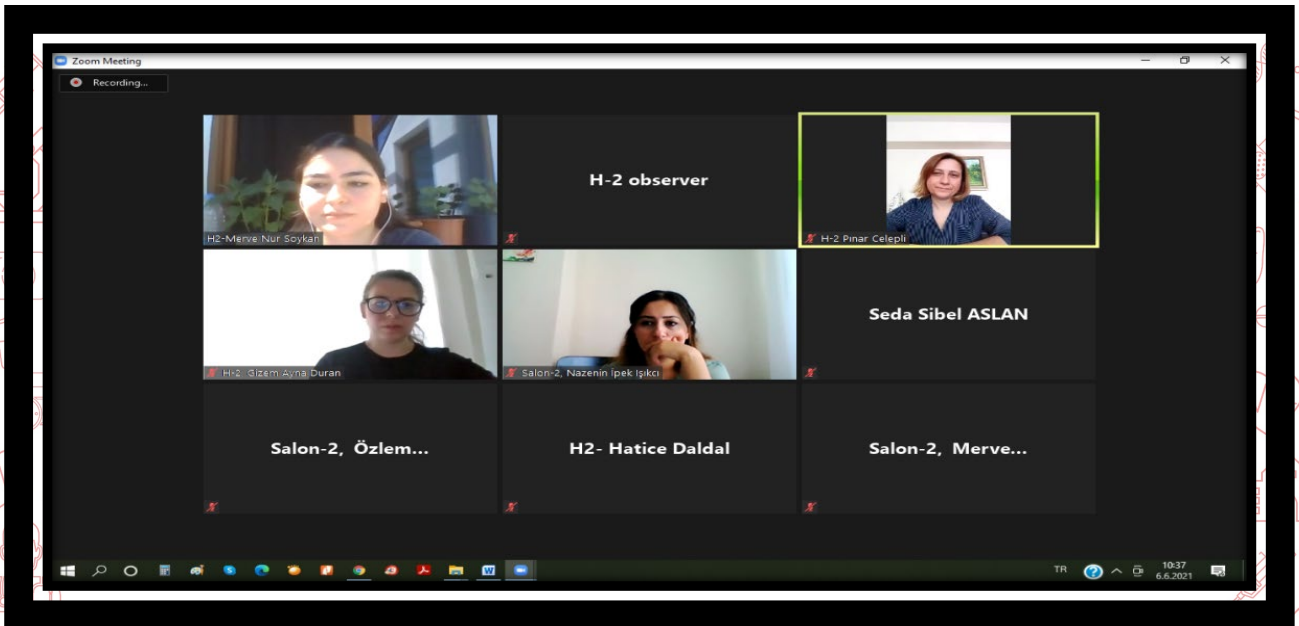 Zoom Meeting
Recording...
H2-Merve Nur Soykan
H-2 observer
H-2 Pınar Celepli
H-2 Gizem Ayna Duran
Salon-2, Nazenin İpek Işıkcı
Seda Sibel ASLAN
Salon-2, Özlem...
H2- Hatice Daldal
Salon-2, Merve...
TR
10:37
6.6.2021